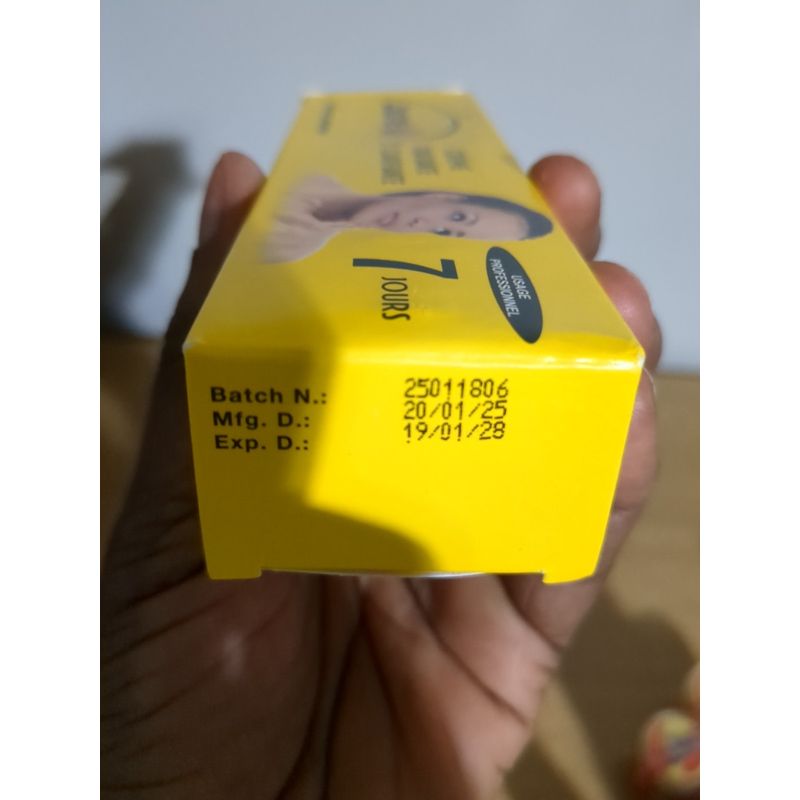 7
JOURS
USAGE
PROFESSIONNEL
Batch N.: 25011806
Mfg. D.: 20/01/25
Exp. D.: 19/01/28